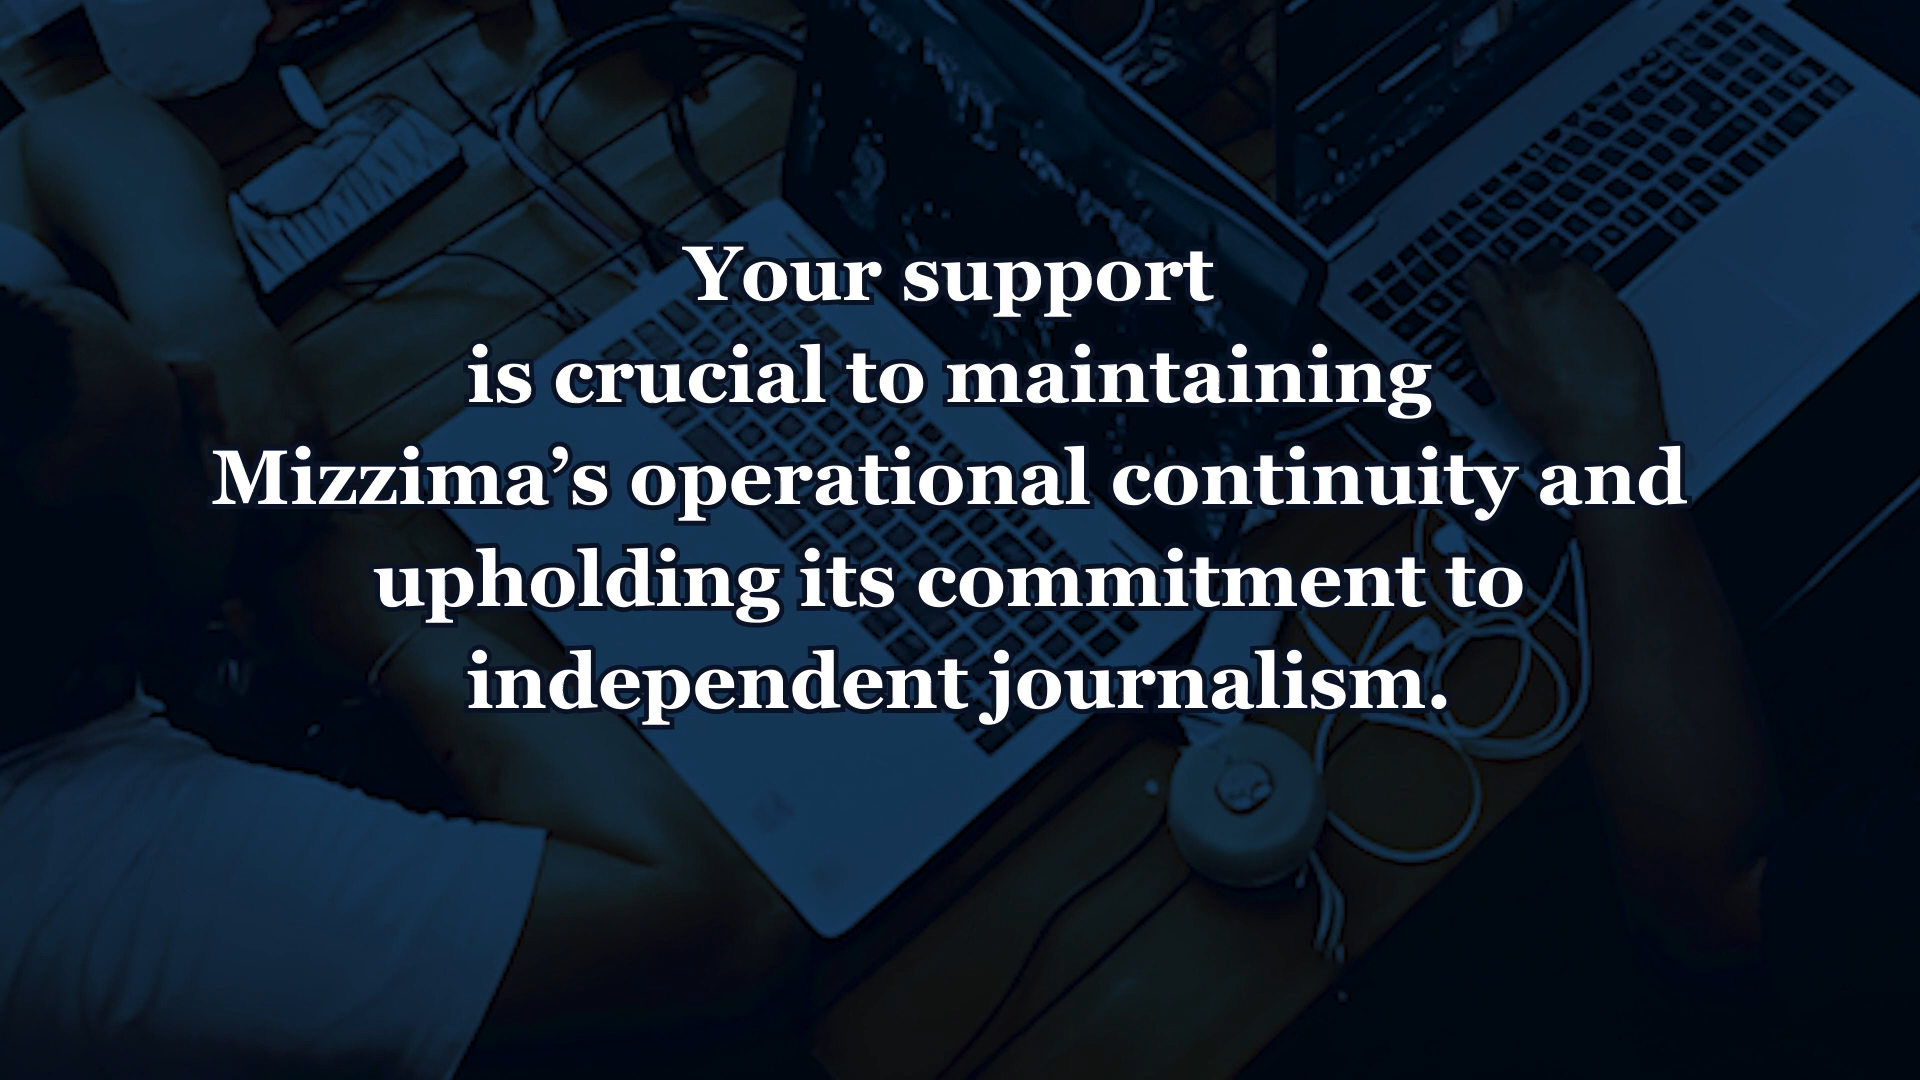 Your support
is crucial to maintaining
Mizzima’s operational continuity and
upholding its commitment to
independent journalism.